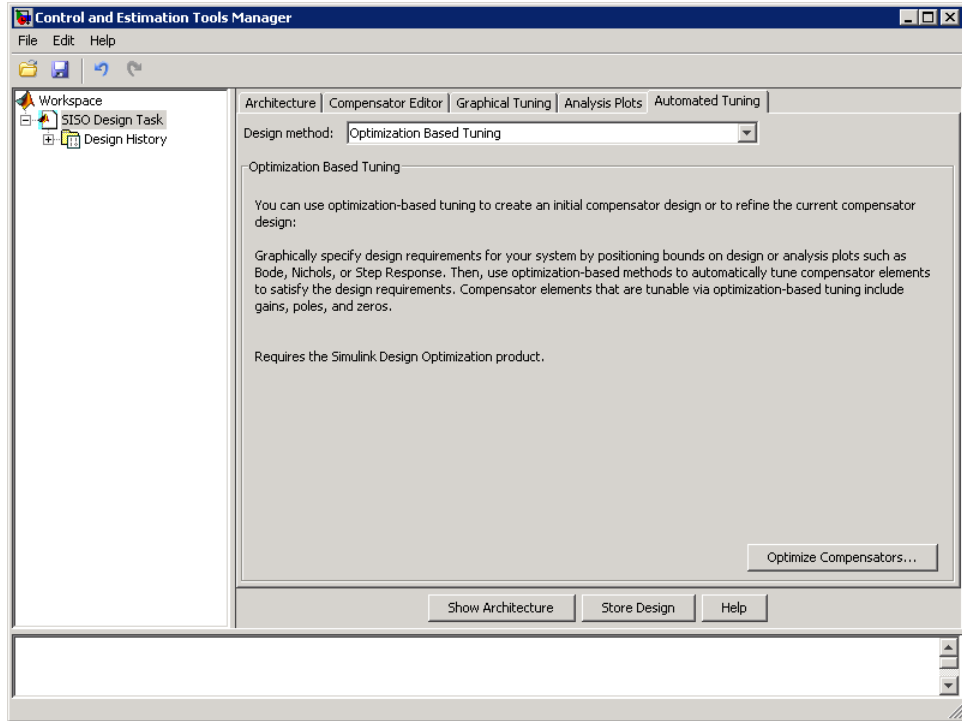 Control and Estimation Tools Manager
File Edit Help
Workspace
SISO Design Task
Design History
Architecture Compensator Editor Graphical Tuning Analysis Plots Automated Tuning
Design method: Optimization Based Tuning
Optimization Based Tuning
You can use optimization-based tuning to create an initial compensator design or to refine the current compensator
design:
Graphically specify design requirements for your system by positioning bounds on design or analysis plots such as
Bode, Nichols, or Step Response. Then, use optimization-based methods to automatically tune compensator elements
to satisfy the design requirements. Compensator elements that are tunable via optimization-based tuning include
gains, poles, and zeros.
Requires the Simulink Design Optimization product.
Optimize Compensators...
Show Architecture Store Design Help